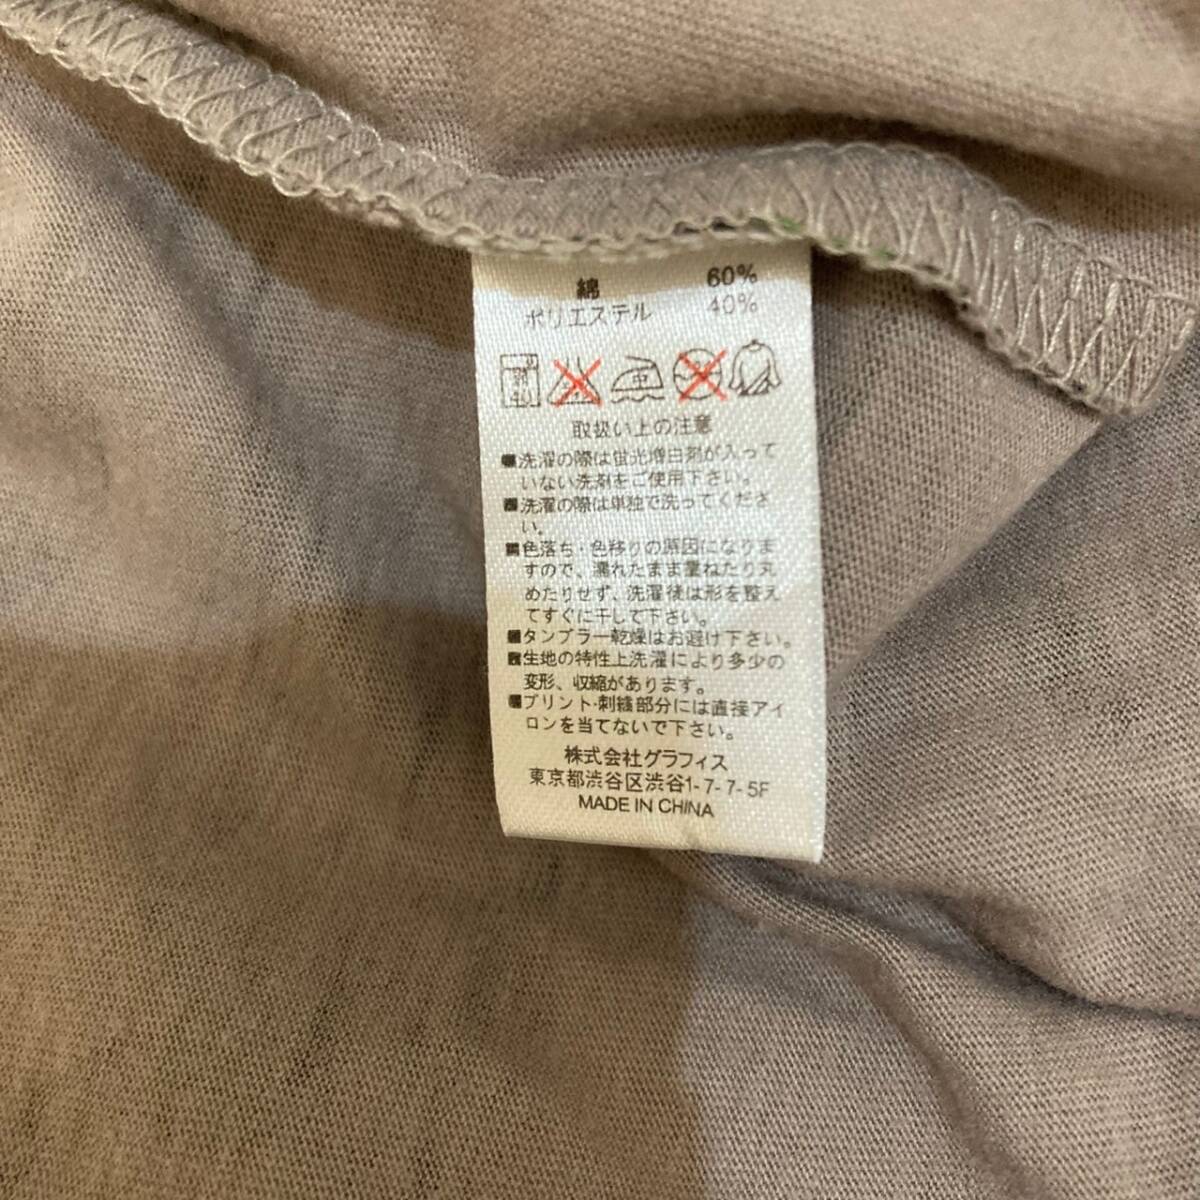 綿 60%
ポリエステル 40%
中
取扱い上の注意
■洗濯の際は蛍光増白剤が入って
いない洗剤をご使用下さい。
■洗濯の際は単独で洗ってくださ
い。
■色落ち・色移りの原因になりま
すので、濡れたまま重ねたり丸
めたりせず、洗濯後は形を整え
てすぐに干して下さい。
■タンブラー乾燥はお避け下さい。
■生地の特性上洗濯により多少の
変形、収縮があります。
■プリント・刺繍部分には直接アイ
ロンを当てないで下さい。
株式会社グラフィス
東京都渋谷区渋谷1-7-7-5F
MADE IN CHINA